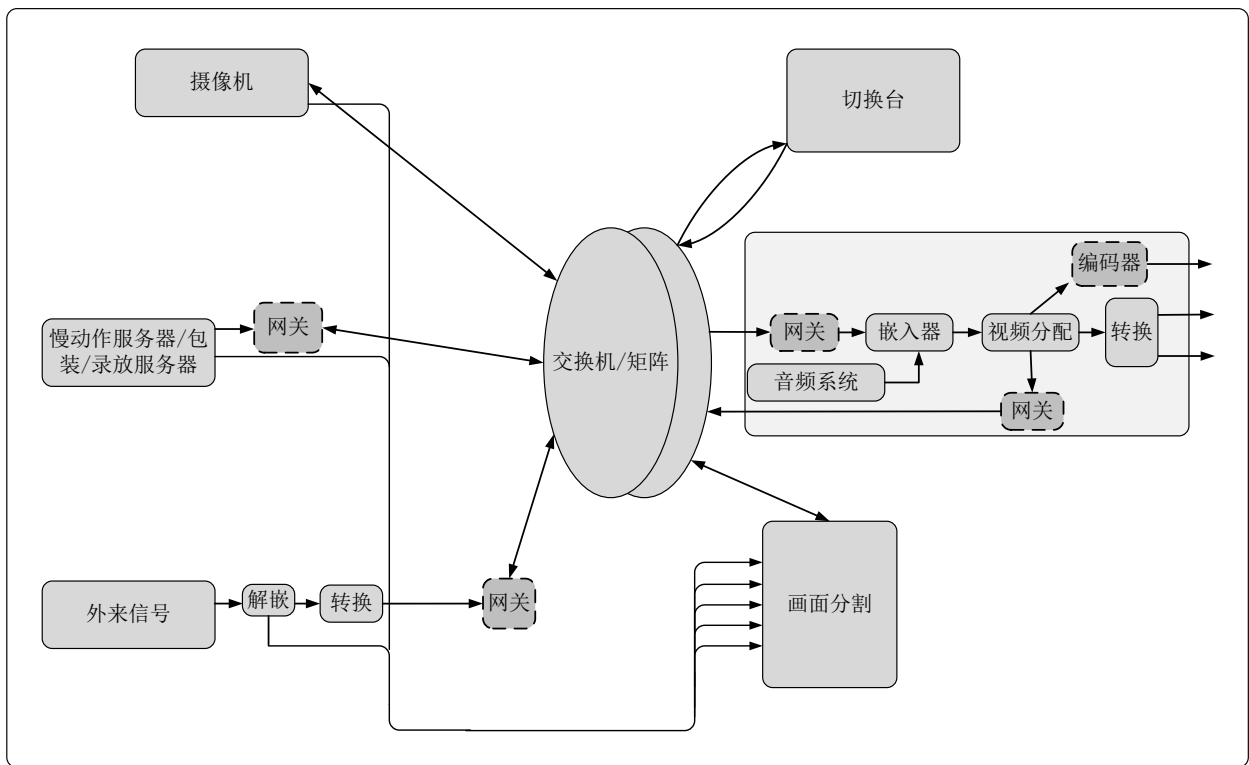 摄像机
切换台
编码器
慢动作服务器/包
装/录放服务器
网关
交换机/矩阵
网关
嵌入器
视频分配
转换
音频系统
网关
外来信号
解嵌
转换
网关
画面分割